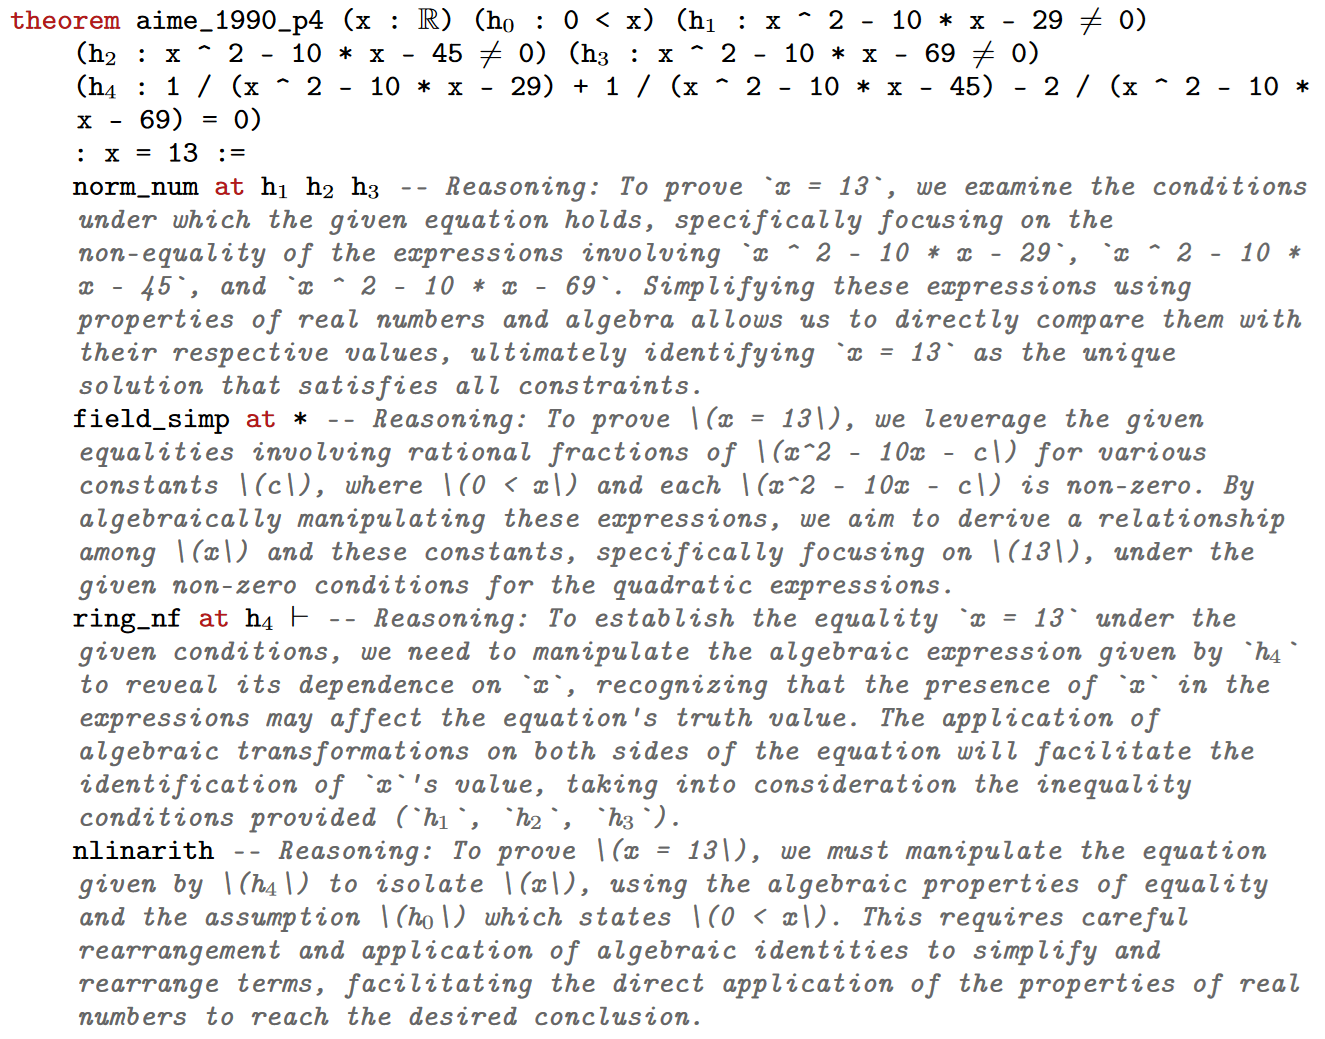 theorem aime_1990_p4 (x : ℝ) (h₀ : 0 < x) (h₁ : x ^ 2 - 10 * x - 29 ≠ 0)
(h₂ : x ^ 2 - 10 * x - 45 ≠ 0) (h₃ : x ^ 2 - 10 * x - 69 ≠ 0)
(h₄ : 1 / (x ^ 2 - 10 * x - 29) + 1 / (x ^ 2 - 10 * x - 45) - 2 / (x ^ 2 - 10 *
x - 69) = 0)
: x = 13 :=
norm_num at h₁ h₂ h₃ -- Reasoning: To prove `x = 13`, we examine the conditions
under which the given equation holds, specifically focusing on the
non-equality of the expressions involving `x ^ 2 - 10 * x - 29`, `x ^ 2 - 10 *
x - 45`, and `x ^ 2 - 10 * x - 69`. Simplifying these expressions using
properties of real numbers and algebra allows us to directly compare them with
their respective values, ultimately identifying `x = 13` as the unique
solution that satisfies all constraints.
field_simp at * -- Reasoning: To prove \(x = 13\), we leverage the given
equalities involving rational fractions of \(x^2 - 10x - c\) for various
constants \(c\), where \(0 < x\) and each \(x^2 - 10x - c\) is non-zero. By
algebraically manipulating these expressions, we aim to derive a relationship
among \(x\) and these constants, specifically focusing on \(13\), under the
given non-zero conditions for the quadratic expressions.
ring_nf at h₄ ⊢ -- Reasoning: To establish the equality `x = 13` under the
given conditions, we need to manipulate the algebraic expression given by `h₄`
to reveal its dependence on `x`, recognizing that the presence of `x` in the
expressions may affect the equation's truth value. The application of
algebraic transformations on both sides of the equation will facilitate the
identification of `x`'s value, taking into consideration the inequality
conditions provided (`h₁`, `h₂`, `h₃`).
nlinarith -- Reasoning: To prove \(x = 13\), we must manipulate the equation
given by \(h₄\) to isolate \(x\), using the algebraic properties of equality
and the assumption \(h₀\) which states \(0 < x\). This requires careful
rearrangement and application of algebraic identities to simplify and
rearrange terms, facilitating the direct application of the properties of real
numbers to reach the desired conclusion.